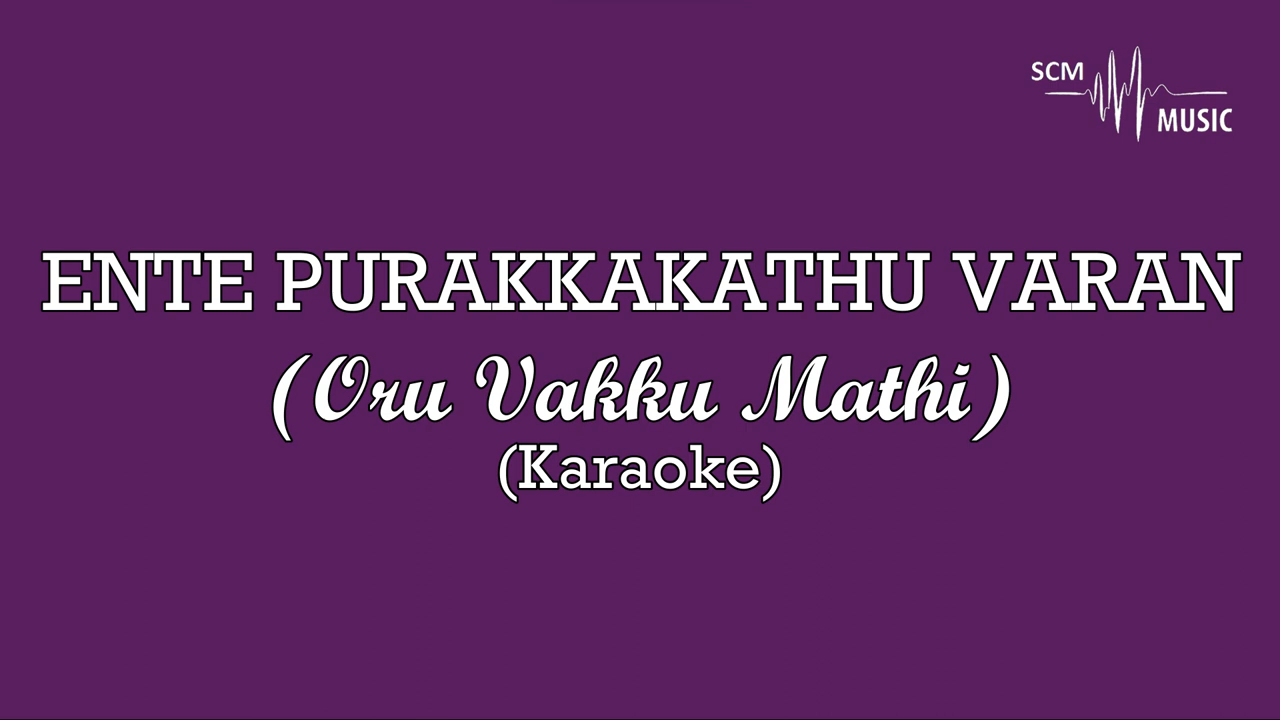 SCM
MUSIC
ENTE PURAKKAKATHU VARAN
(Oru Vakku Mathi)
(Karaoke)